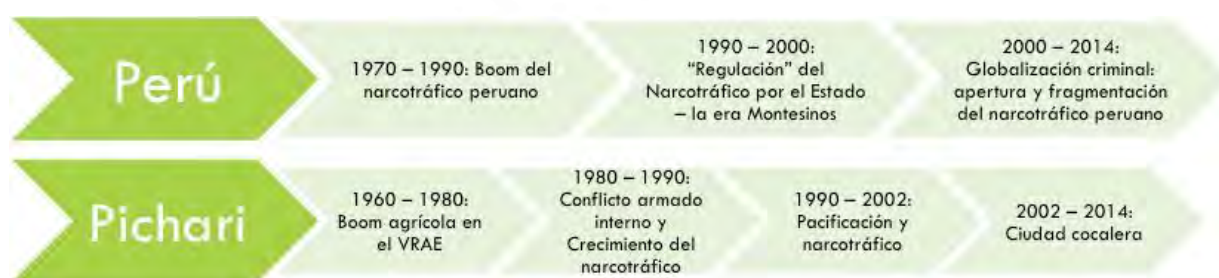 Perú
1970 – 1990: Boom del
narcotráfico peruano
1990 – 2000:
“Regulación” del
Narcotráfico por el Estado
– la era Montesinos
2000 – 2014:
Globalización criminal:
apertura y fragmentación
del narcotráfico peruano
Pichari
1960 – 1980:
Boom agrícola en
el VRAE
1980 – 1990:
Conflicto armado
interno y
Crecimiento del
narcotráfico
1990 – 2002:
Pacificación y
narcotráfico
2002 – 2014:
Ciudad cocalera